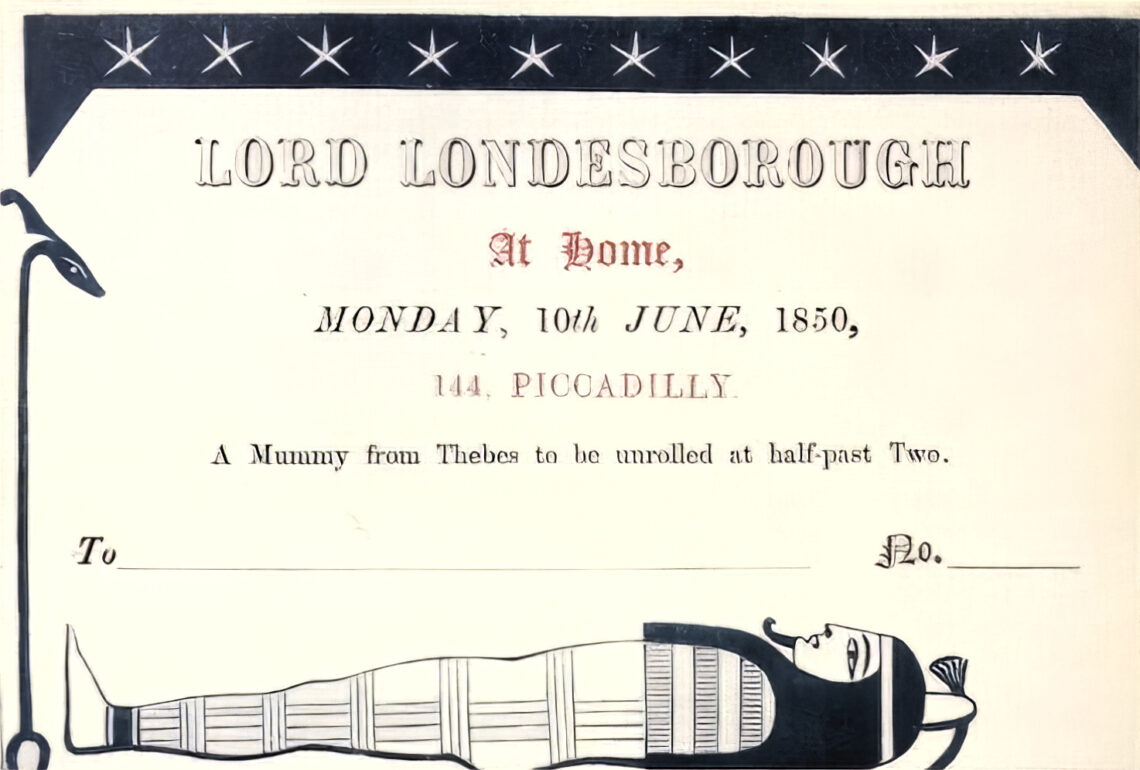 LORD LONDESBOROUGH
At Home,
MONDAY, 10th JUNE, 1850,
144, PICCADILLY.
A Mummy from Thebes to be unrolled at half-past Two.
To
No.